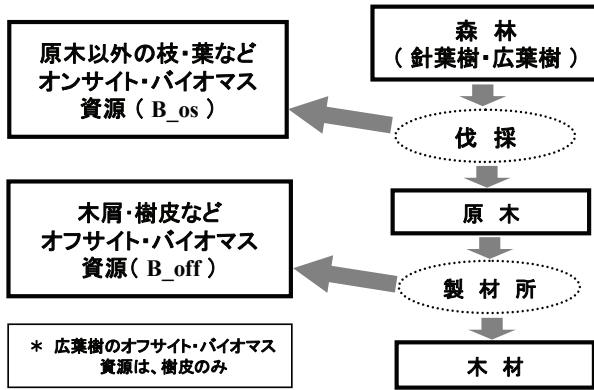 原木以外の枝・葉など
オンサイト・バイオマス
資源（ B_os ）
森 林
（ 針葉樹・広葉樹 ）
伐 採
木屑・樹皮など
オフサイト・バイオマス
資源（ B_off ）
原 木
製 材 所
＊ 広葉樹のオフサイト・バイオマス
資源は、樹皮のみ
木 材